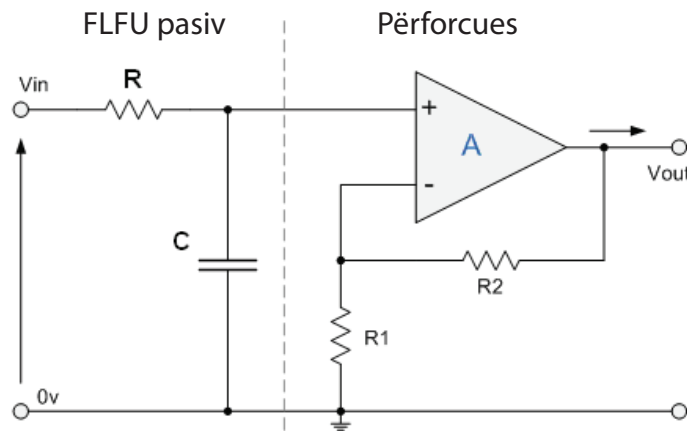 FLFU pasiv
Përforcues
Vin
R
+
A
-
Vout
C
R2
R1
0v